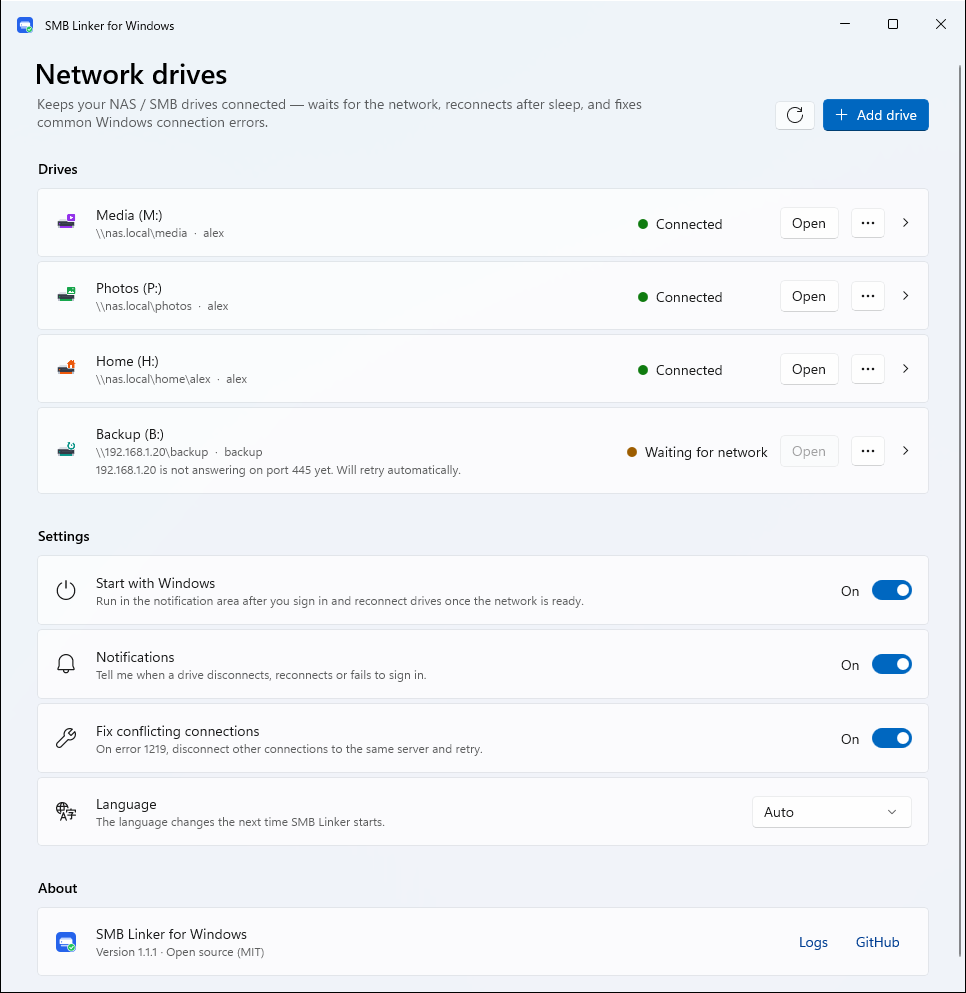 SMB Linker for Windows
Network drives
Keeps your NAS / SMB drives connected — waits for the network, reconnects after sleep, and fixes
common Windows connection errors.
Add drive
Drives
Media (M:)
\\nas.local\media · alex
Connected
Open
Photos (P:)
\\nas.local\photos · alex
Connected
Open
Home (H:)
\\nas.local\home\alex · alex
Connected
Open
Backup (B:)
\\192.168.1.20\backup · backup
192.168.1.20 is not answering on port 445 yet. Will retry automatically.
Waiting for network
Open
Settings
Start with Windows
Run in the notification area after you sign in and reconnect drives once the network is ready.
On
Notifications
Tell me when a drive disconnects, reconnects or fails to sign in.
On
Fix conflicting connections
On error 1219, disconnect other connections to the same server and retry.
On
Language
The language changes the next time SMB Linker starts.
Auto
About
SMB Linker for Windows
Version 1.1.1 · Open source (MIT)
Logs
GitHub